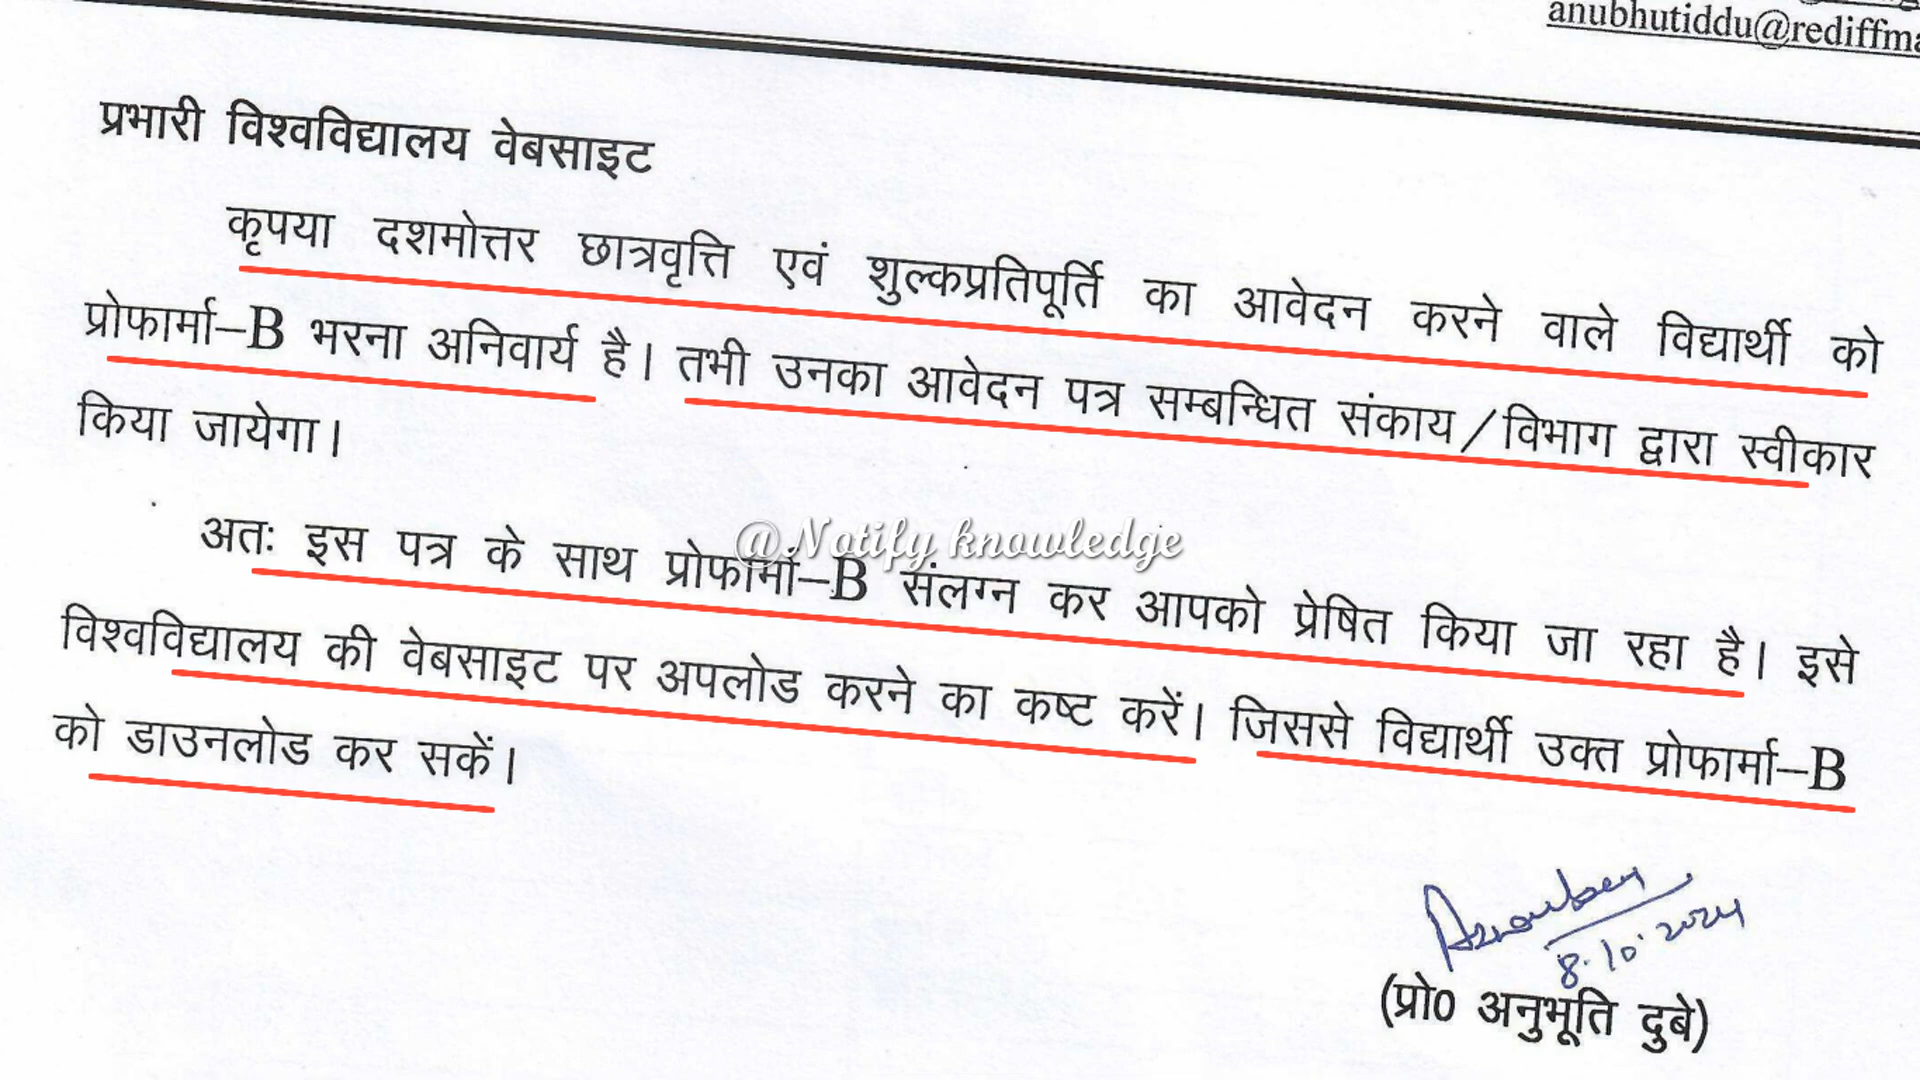 anubhutiddu@rediffma
प्रभारी विश्वविद्यालय वेबसाइट
कृपया दशमोत्तर छात्रवृत्ति एवं शुल्कप्रतिपूर्ति का आवेदन करने वाले विद्यार्थी को
प्रोफार्मा–B भरना अनिवार्य है। तभी उनका आवेदन पत्र सम्बन्धित संकाय/विभाग द्वारा स्वीकार
किया जायेगा।
@Notify knowledge
अतः इस पत्र के साथ प्रोफार्मा–B संलग्न कर आपको प्रेषित किया जा रहा है। इसे
विश्वविद्यालय की वेबसाइट पर अपलोड करने का कष्ट करें। जिससे विद्यार्थी उक्त प्रोफार्मा–B
को डाउनलोड कर सकें।
8.10.2024
(प्रो0 अनुभूति दुबे)